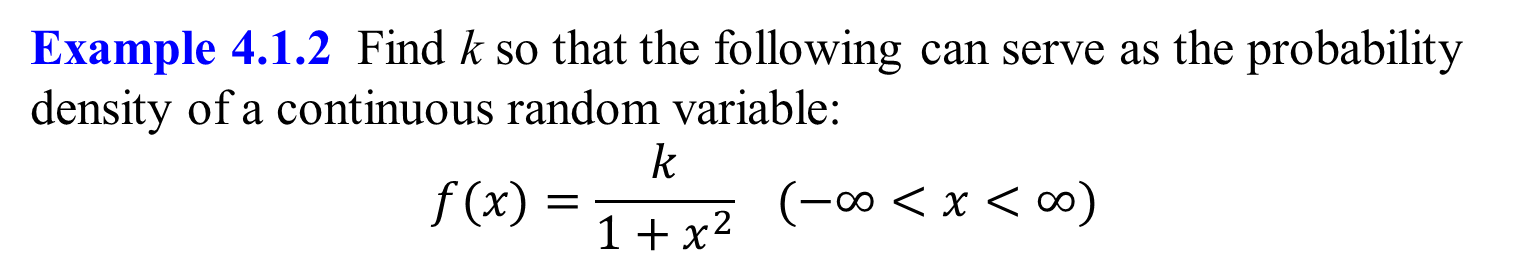 Example 4.1.2 Find k so that the following can serve as the probability
density of a continuous random variable:
f(x) = k / (1 + x²) (−∞ < x < ∞)